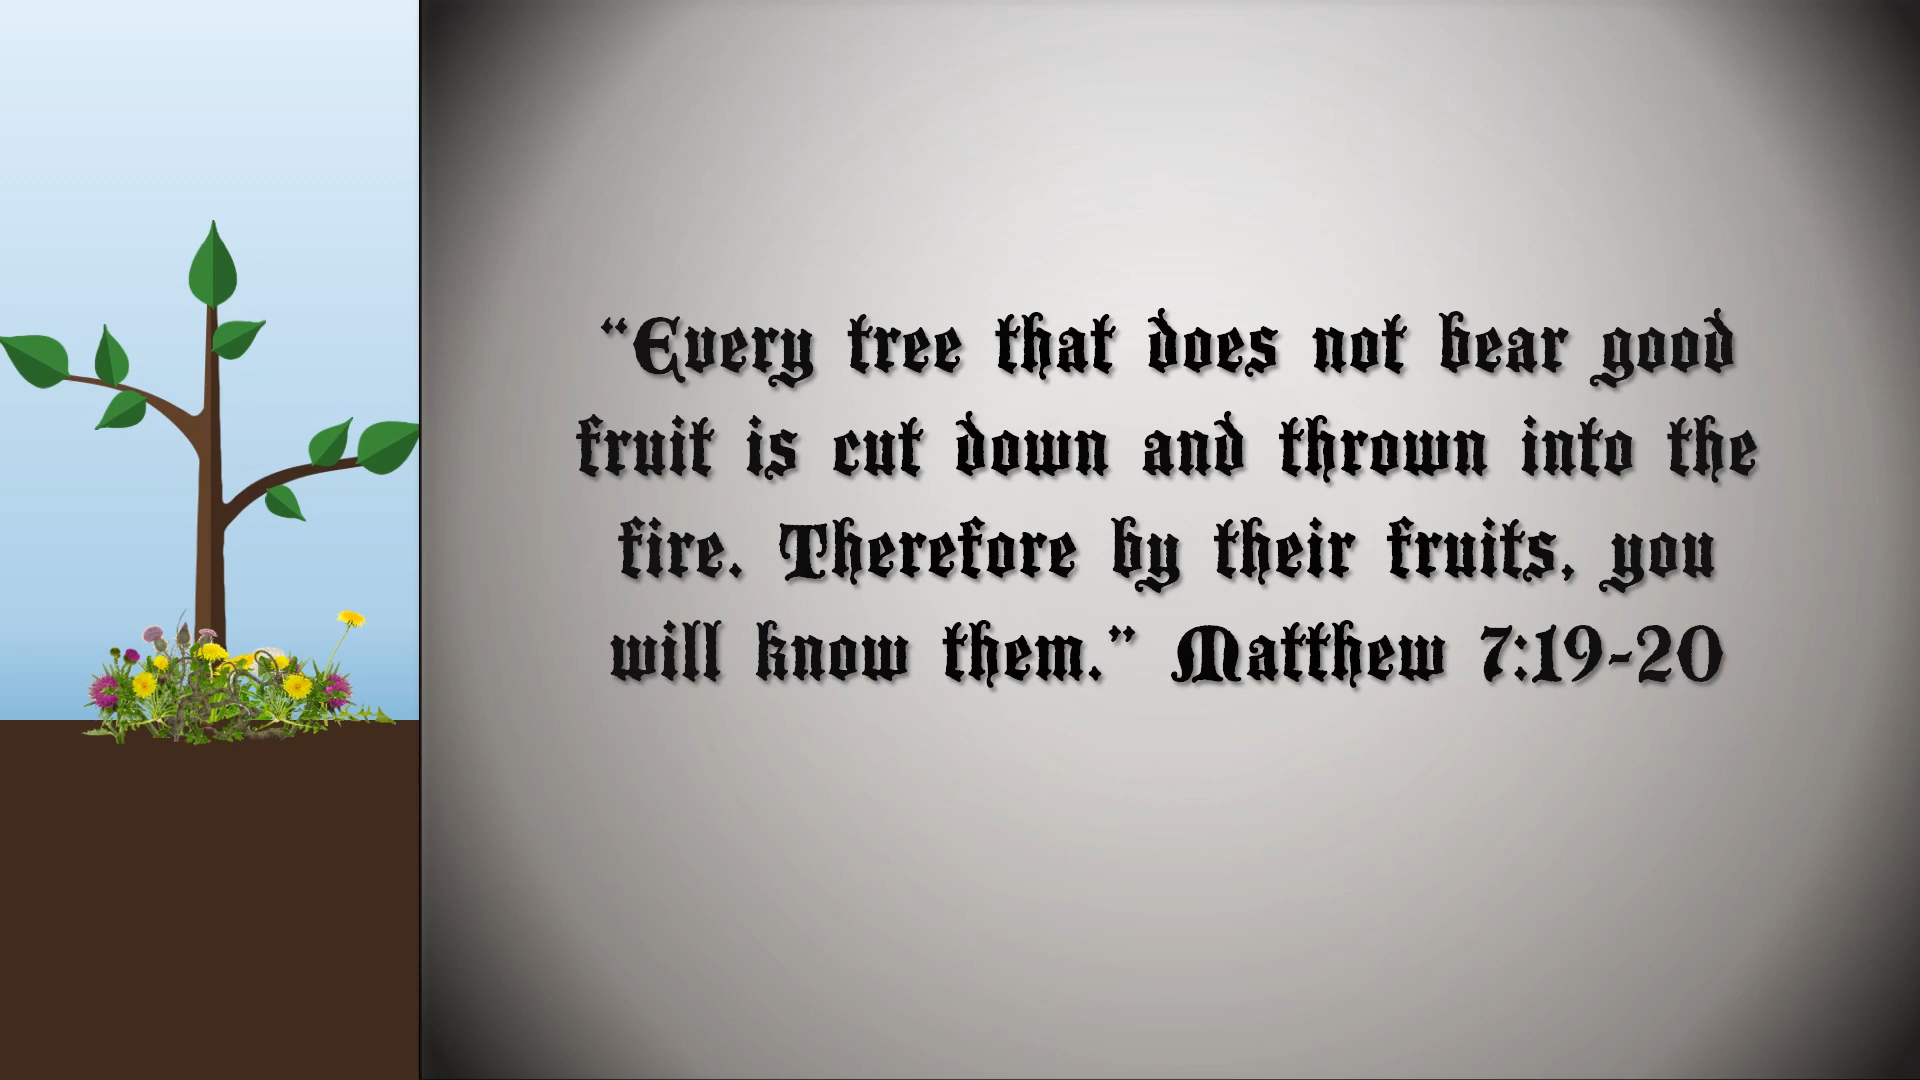 “Every tree that does not bear good
fruit is cut down and thrown into the
fire. Therefore by their fruits, you
will know them.” Matthew 7:19-20